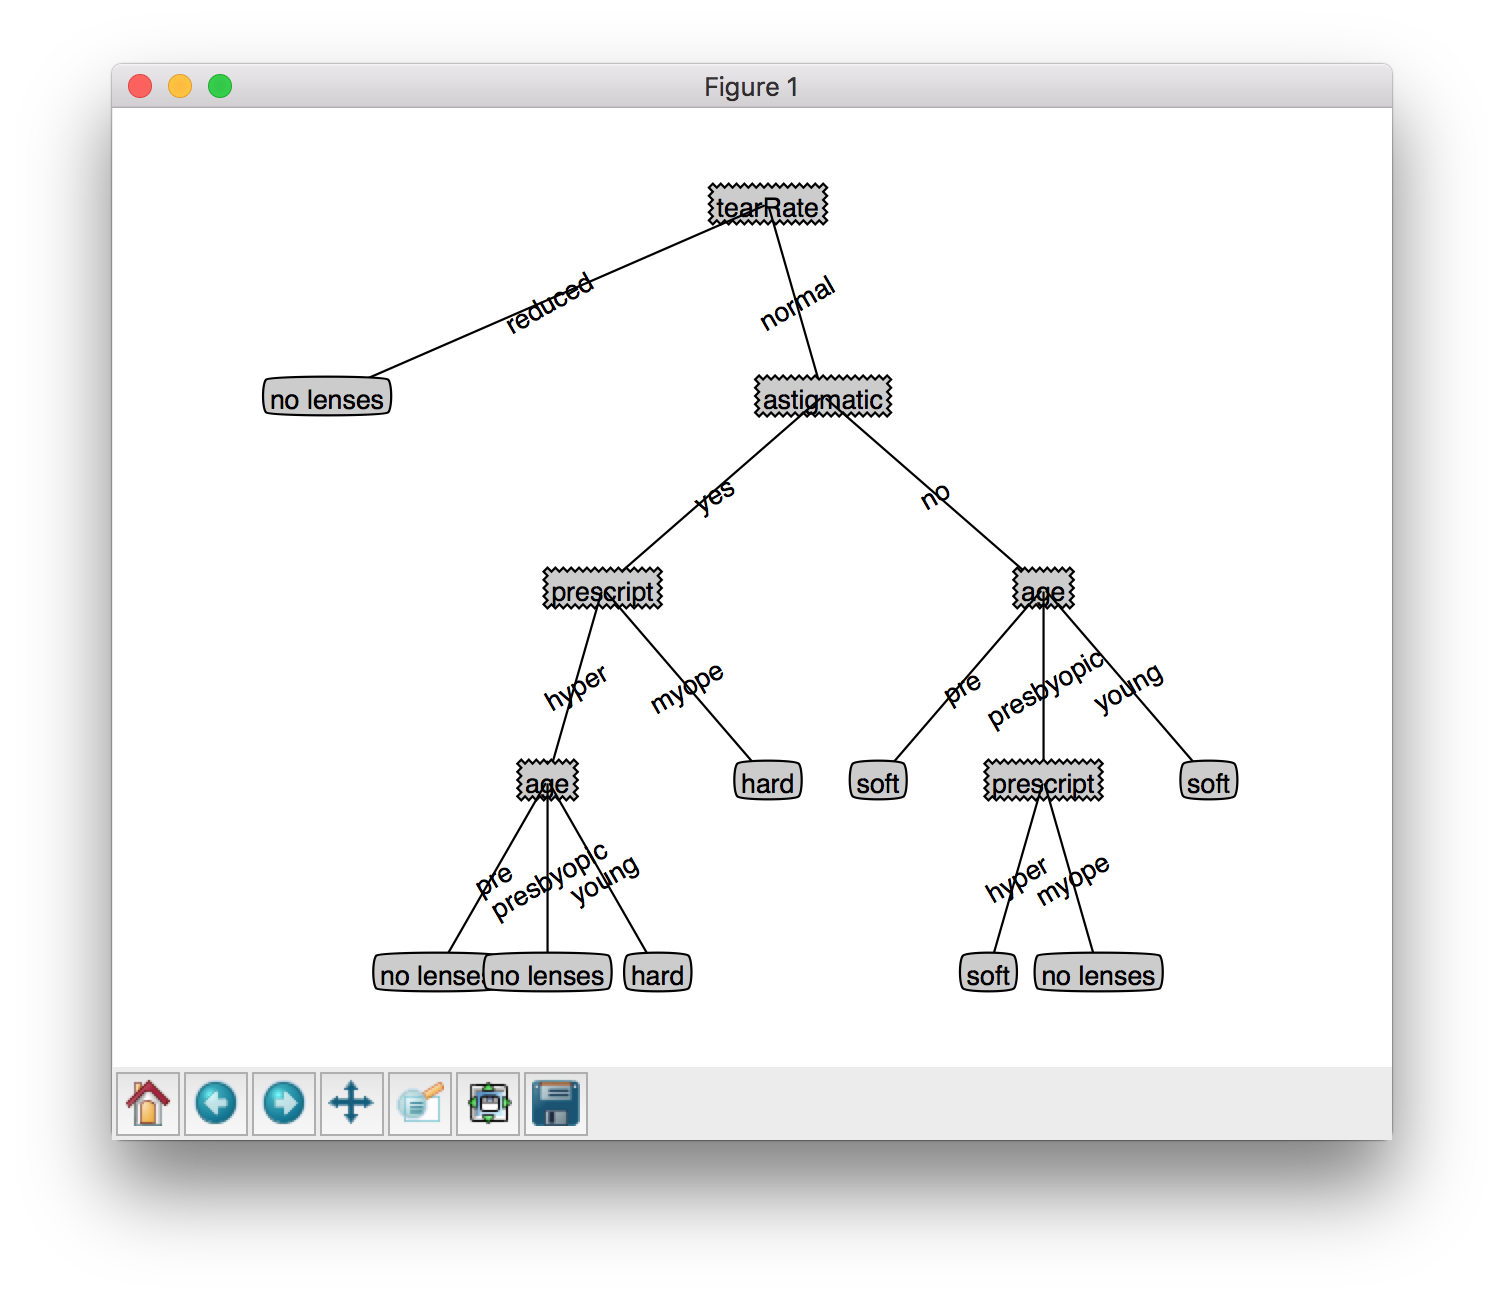 Figure 1
tearRate
reduced
normal
no lenses
astigmatic
yes
no
prescript
age
hyper
myope
pre
presbyopic
young
age
hard
soft
prescript
soft
pre
presbyopic
young
hyper
myope
no lenses
no lenses
hard
soft
no lenses